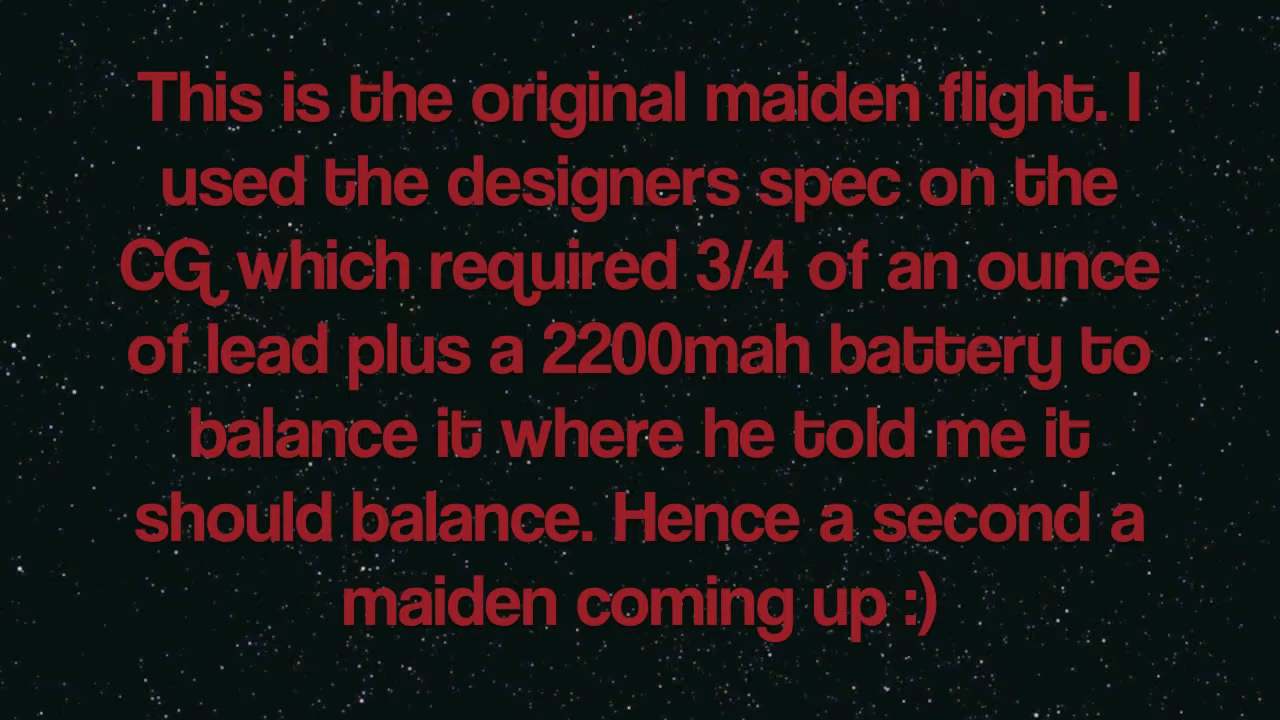 This is the original maiden flight. I
used the designers spec on the
CG, which required 3/4 of an ounce
of lead plus a 2200mah battery to
balance it where he told me it
should balance. Hence a second a
maiden coming up :)